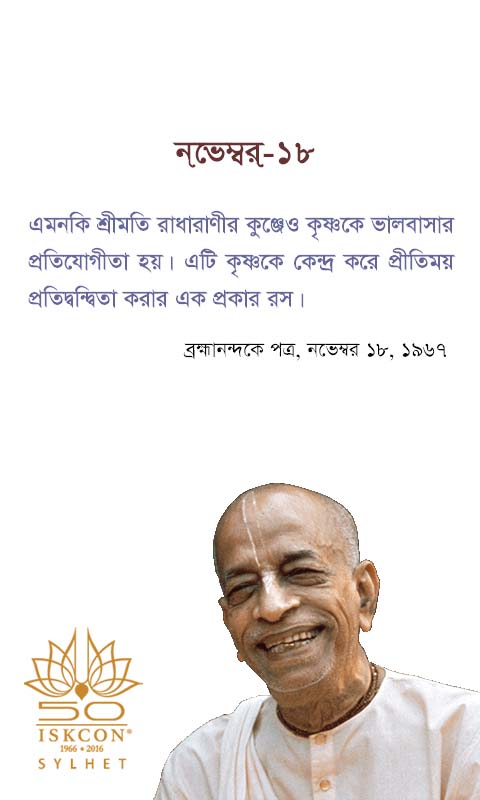 নভেম্বর-১৮
এমনকি শ্রীমতি রাধারাণীর কুঞ্জেও কৃষ্ণকে ভালবাসার
প্রতিযোগীতা হয়। এটি কৃষ্ণকে কেন্দ্র করে প্রীতিময়
প্রতিদ্বন্দ্বিতা করার এক প্রকার রস।
ব্রহ্মানন্দকে পত্র, নভেম্বর ১৮, ১৯৬৭
50
ISKCON®
1966 • 2016
SYLHET